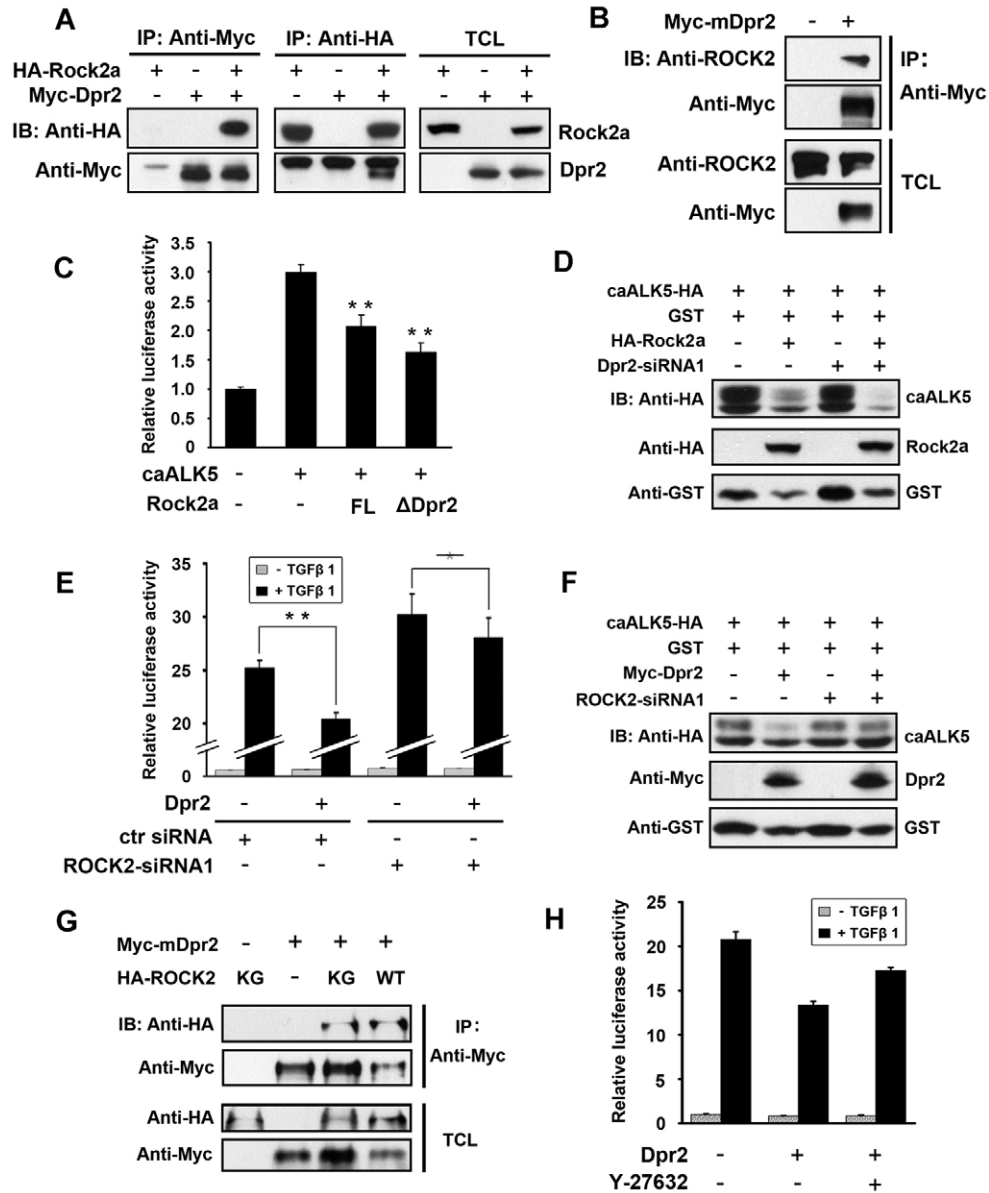 A
IP: Anti-Myc IP: Anti-HA TCL
HA-Rock2a + - + + - + + - +
Myc-Dpr2 - + + - + + - + +
IB: Anti-HA Rock2a
Anti-Myc Dpr2
B
Myc-mDpr2 - +
IB: Anti-ROCK2
Anti-Myc
IP: Anti-Myc
Anti-ROCK2
Anti-Myc
TCL
C
Relative luciferase activity
3.5
3.0
2.5
2.0
1.5
1.0
0.5
0
** **
caALK5 - + + +
Rock2a - - FL ΔDpr2
D
caALK5-HA + + + +
GST + + + +
HA-Rock2a - + - +
Dpr2-siRNA1 - - + +
IB: Anti-HA caALK5
Anti-HA Rock2a
Anti-GST GST
E
Relative luciferase activity
35
30
25
20
0
- TGFβ 1
+ TGFβ 1
** *
Dpr2 - + - +
ctr siRNA + + - -
ROCK2-siRNA1 - - + +
F
caALK5-HA + + + +
GST + + + +
Myc-Dpr2 - + - +
ROCK2-siRNA1 - - + +
IB: Anti-HA caALK5
Anti-Myc Dpr2
Anti-GST GST
G
Myc-mDpr2 - + + +
HA-ROCK2 KG - KG WT
IB: Anti-HA
Anti-Myc
IP: Anti-Myc
Anti-HA
Anti-Myc
TCL
H
Relative luciferase activity
25
20
15
10
5
0
- TGFβ 1
+ TGFβ 1
Dpr2 - + +
Y-27632 - - +